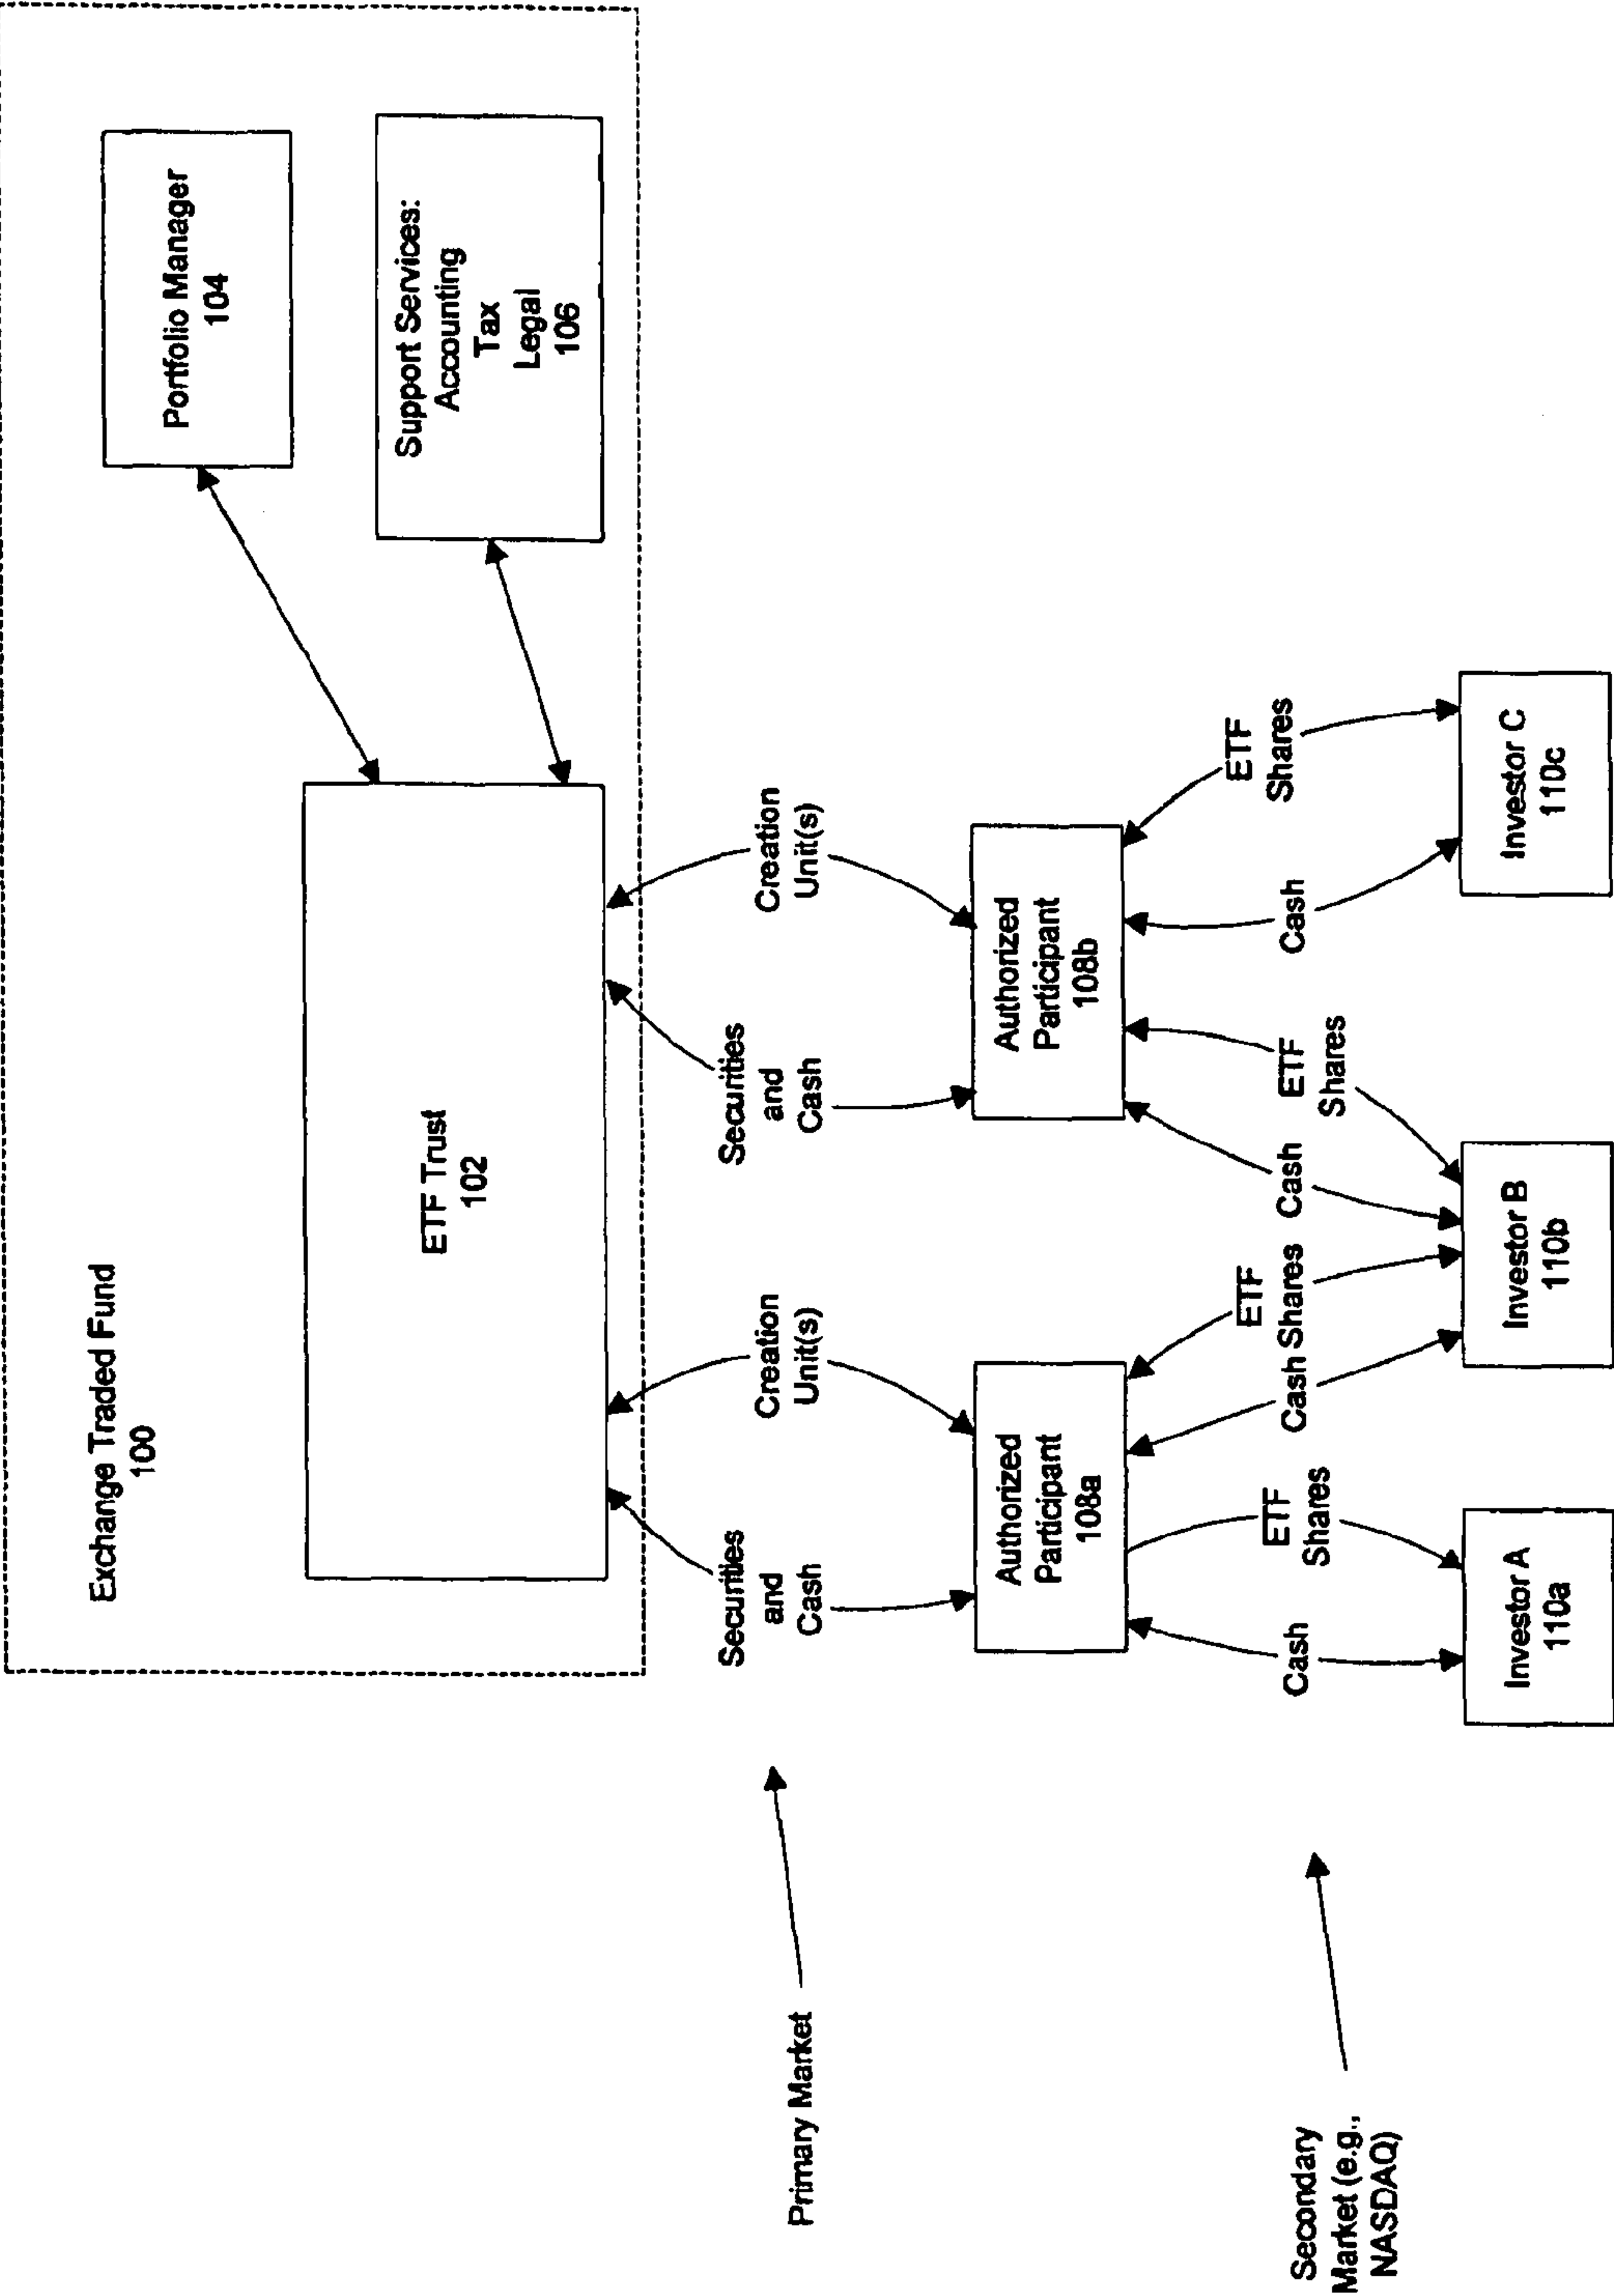 Exchange Traded Fund
100
Portfolio Manager
104
ETF Trust
102
Support Services:
Accounting
Tax
Legal
106
Primary Market
Securities
and
Cash
Creation
Unit(s)
Securities
and
Cash
Creation
Unit(s)
Authorized
Participant
108a
Authorized
Participant
108b
Secondary
Market (e.g.,
NASDAQ)
Cash
ETF
Shares
Cash
ETF
Shares
Cash
ETF
Shares
Cash
ETF
Shares
Investor A
110a
Investor B
110b
Investor C
110c